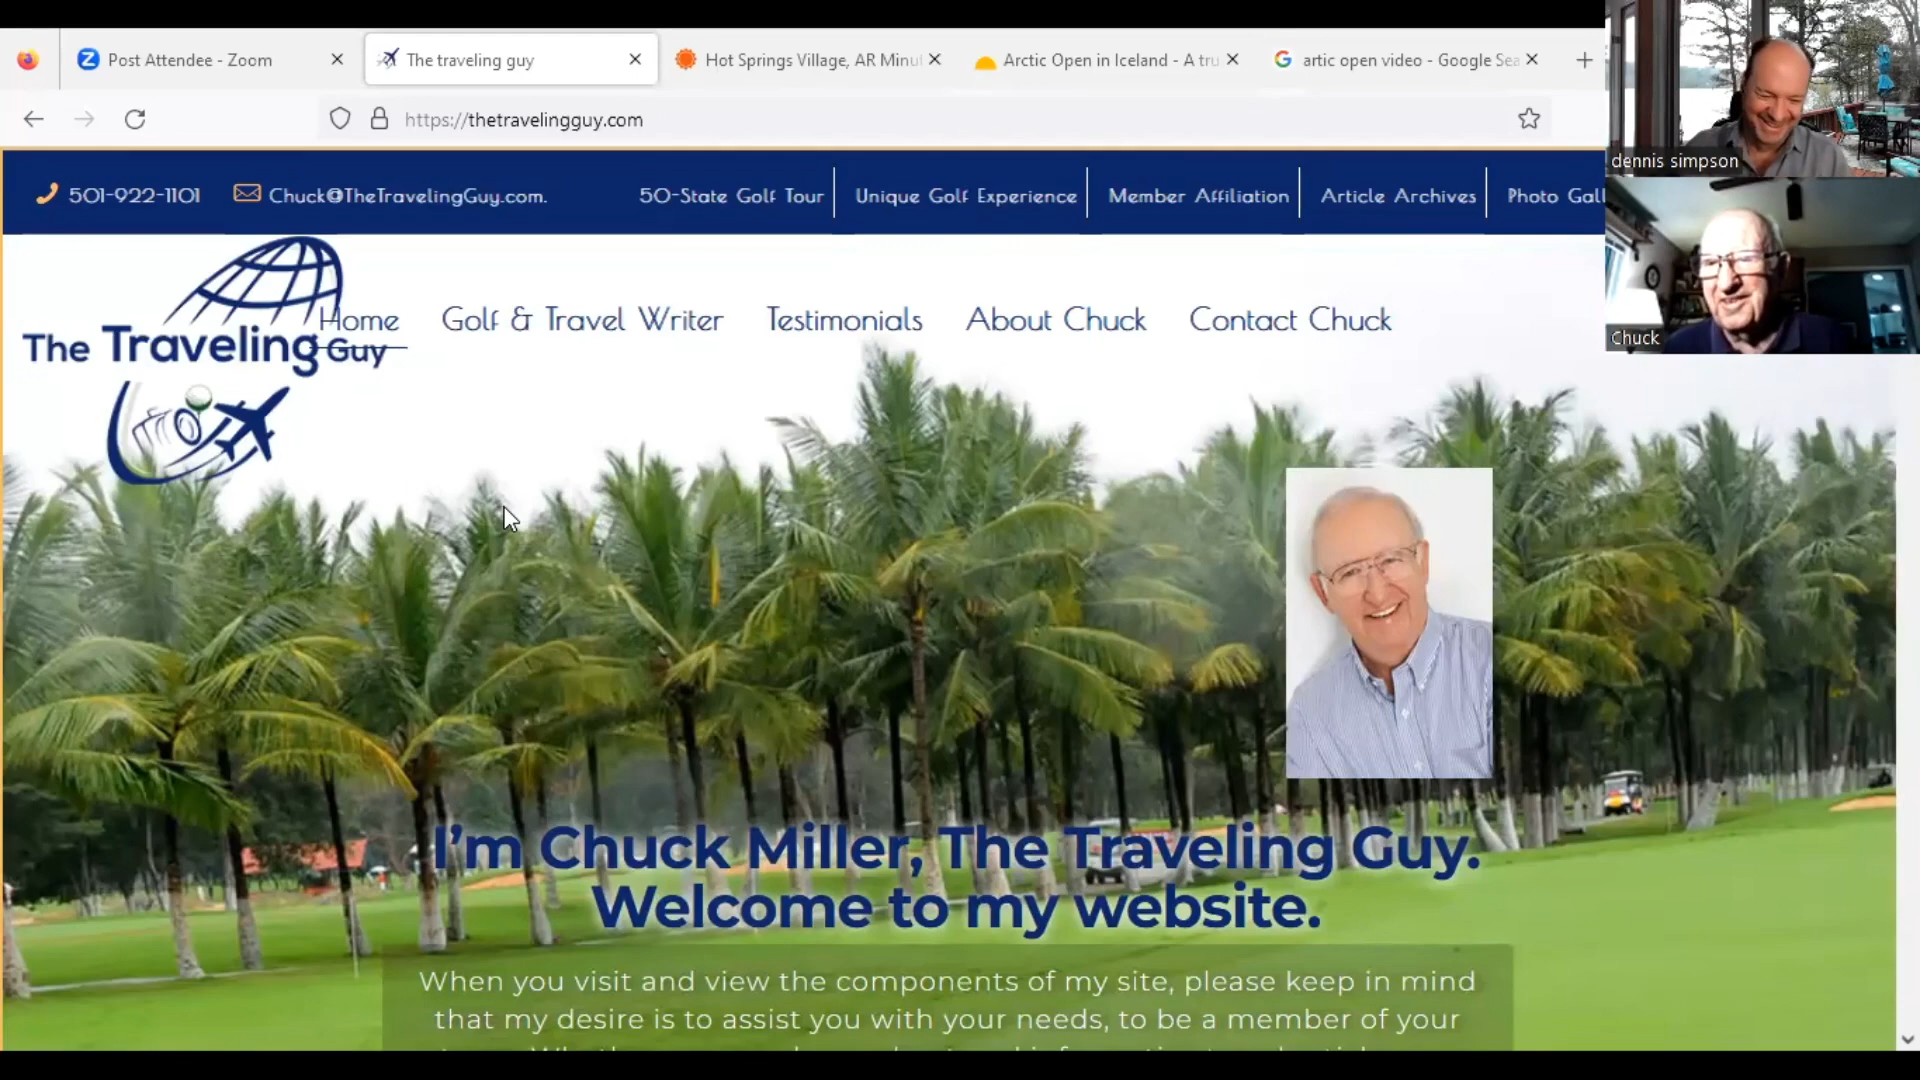 Post Attendee - Zoom
The traveling guy
Hot Springs Village, AR Minu
Arctic Open in Iceland - A tru
artic open video - Google Sea
https://thetravelingguy.com
dennis simpson
501-922-1101
Chuck@TheTravelingGuy.com.
50-State Golf Tour
Unique Golf Experience
Member Affiliation
Article Archives
Photo Gall
Chuck
The Traveling Guy
Home
Golf & Travel Writer
Testimonials
About Chuck
Contact Chuck
I'm Chuck Miller, The Traveling Guy.
Welcome to my website.
When you visit and view the components of my site, please keep in mind
that my desire is to assist you with your needs, to be a member of your